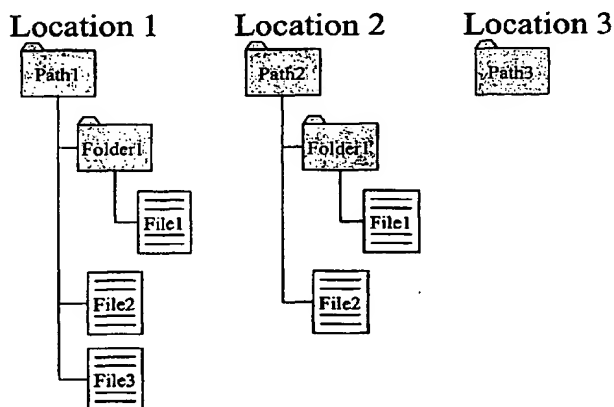 Location 1 Location 2 Location 3
Path1 Path2 Path3
Folder1 Folder1
File1 File1
File2 File2
File3